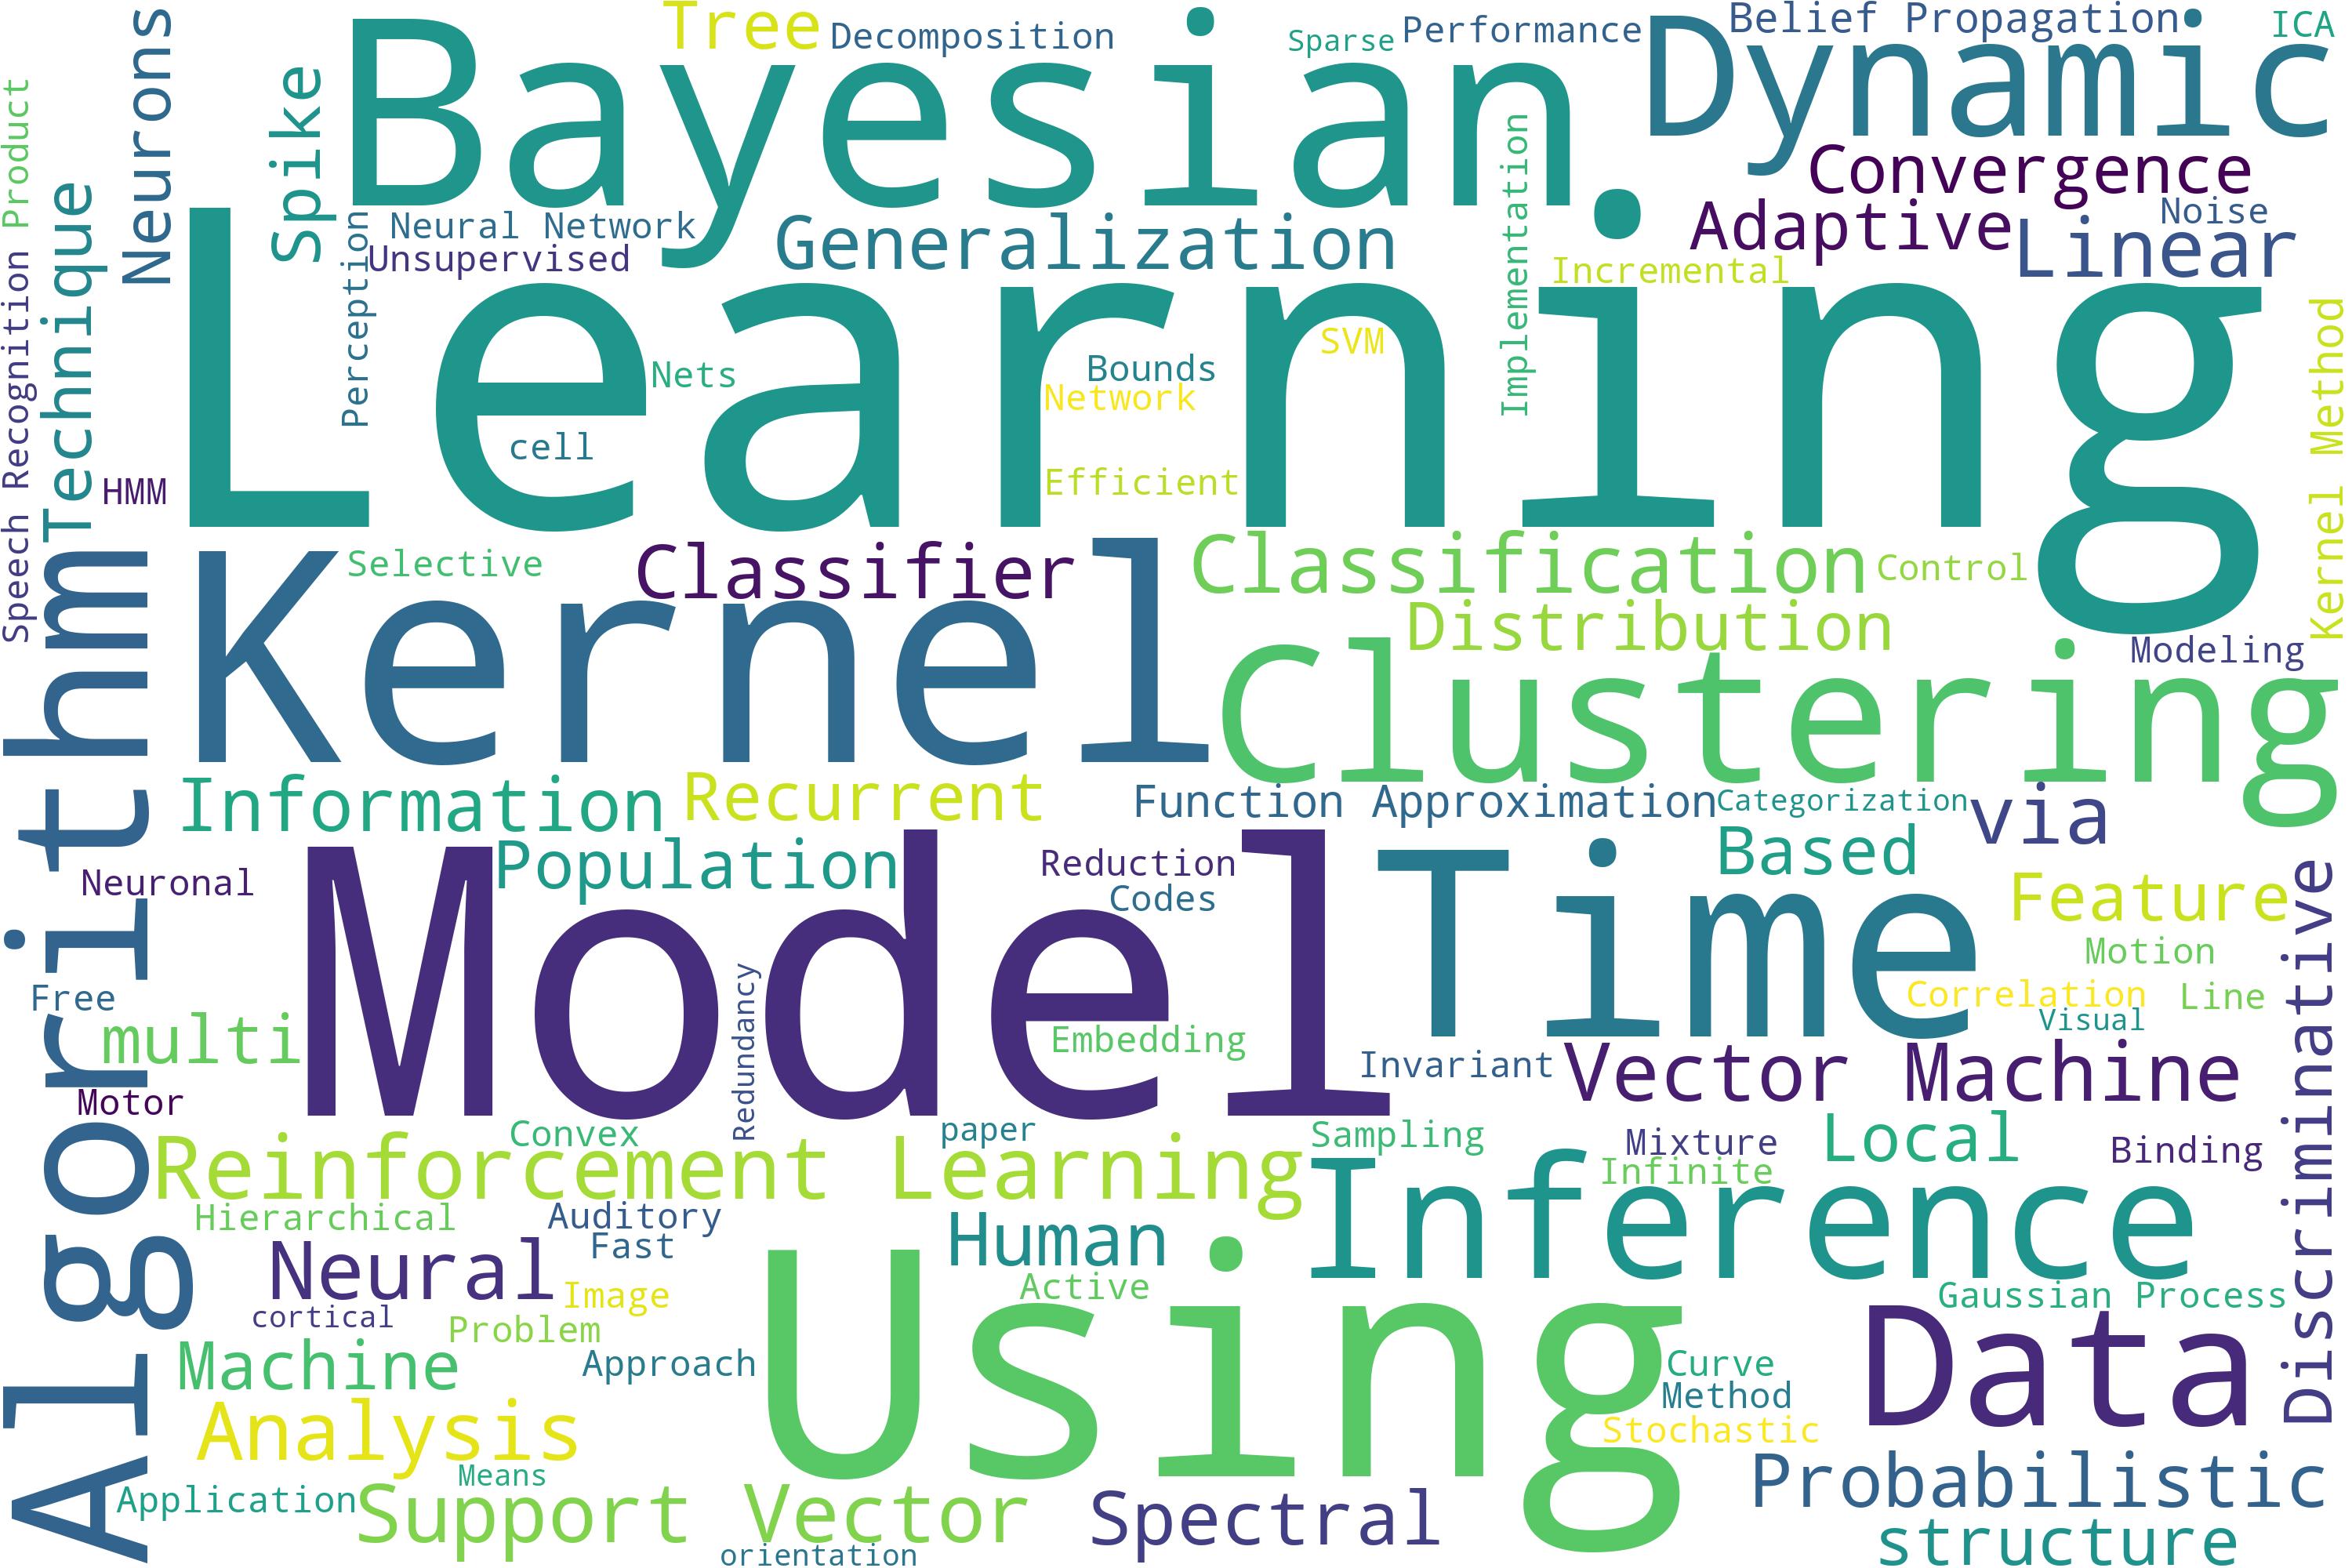 Tree
Decomposition
Sparse
Performance
Belief Propagation
ICA
Neurons
Spike
Bayesian
Dynamic
Speech Recognition
Product
Technique
Convergence
Perception
Neural Network
Unsupervised
Generalization
Implementation
Adaptive
Linear
Noise
Incremental
Learning
Nets
Bounds
Network
SVM
cell
Efficient
HMM
Kernel Method
Algorithm
Kernel
Selective
Classifier
Classification
Control
Distribution
Clustering
Modeling
Information
Recurrent
Function Approximation
Categorization
via
Neuronal
Population
Model
Reduction
Codes
Time
Based
Feature
Discriminative
Motion
Free
multi
Redundancy
Embedding
Correlation
Line
Visual
Motor
Invariant
Vector Machine
Convex
paper
Sampling
Mixture
Local
Binding
Reinforcement Learning
Infinite
Inference
Hierarchical
Auditory
Fast
Human
Neural
Image
Active
Using
Gaussian Process
cortical
Problem
Machine
Approach
Curve
Method
Data
Analysis
Stochastic
Means
Application
Support Vector
Spectral
Probabilistic
structure
orientation